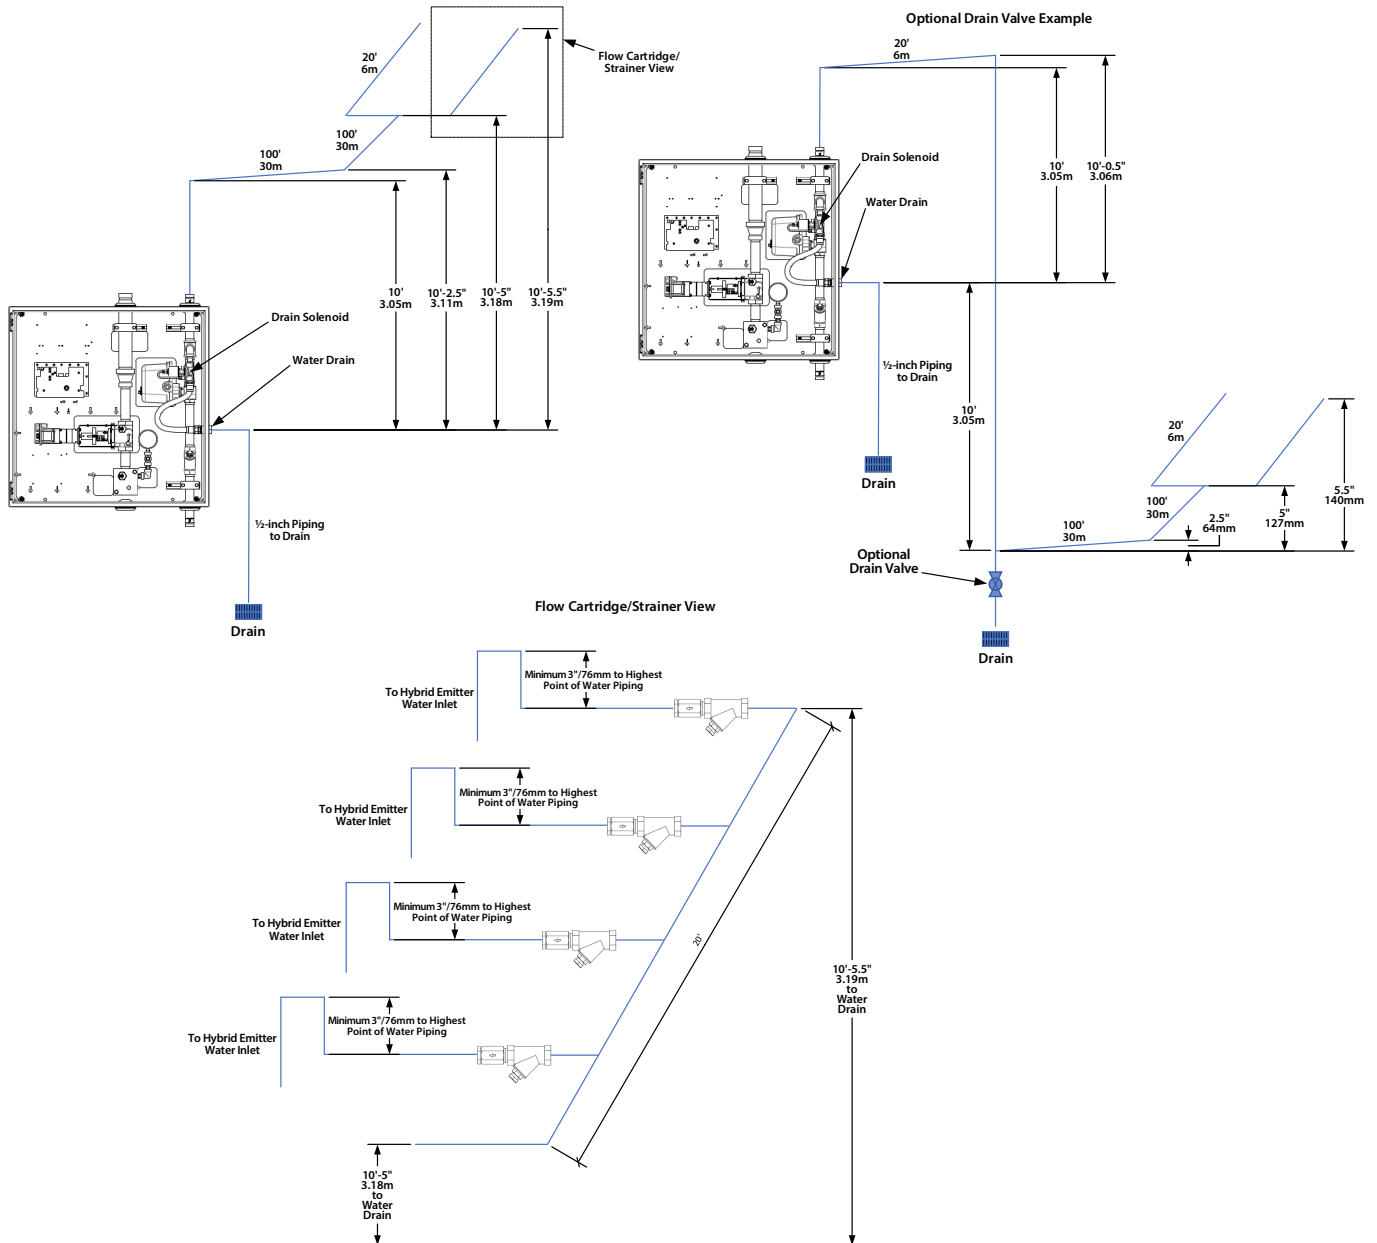 Optional Drain Valve Example
20'
6m
Flow Cartridge/
Strainer View
100'
30m
100'
30m
10'
3.05m
10'-2.5"
3.11m
10'-5"
3.18m
10'-5.5"
3.19m
Drain Solenoid
Water Drain
½-inch Piping
to Drain
Drain
20'
6m
Drain Solenoid
Water Drain
10'
3.05m
10'-0.5"
3.06m
½-inch Piping
to Drain
Drain
10'
3.05m
20'
6m
100'
30m
100'
30m
2.5"
64mm
5"
127mm
5.5"
140mm
Optional
Drain Valve
Drain
Flow Cartridge/Strainer View
Minimum 3"/76mm to Highest
Point of Water Piping
To Hybrid Emitter
Water Inlet
Minimum 3"/76mm to Highest
Point of Water Piping
To Hybrid Emitter
Water Inlet
Minimum 3"/76mm to Highest
Point of Water Piping
To Hybrid Emitter
Water Inlet
Minimum 3"/76mm to Highest
Point of Water Piping
To Hybrid Emitter
Water Inlet
20'
10'-5.5"
3.19m
to
Water
Drain
10'-5"
3.18m
to
Water
Drain